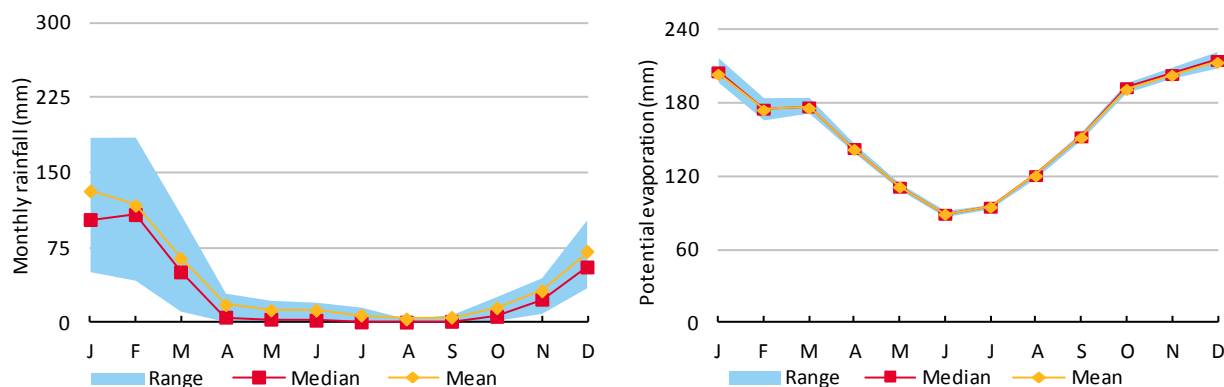 Monthly rainfall (mm)
300
225
150
75
0
J F M A M J J A S O N D
Range Median Mean
Potential evaporation (mm)
240
180
120
60
0
J F M A M J J A S O N D
Range Median Mean